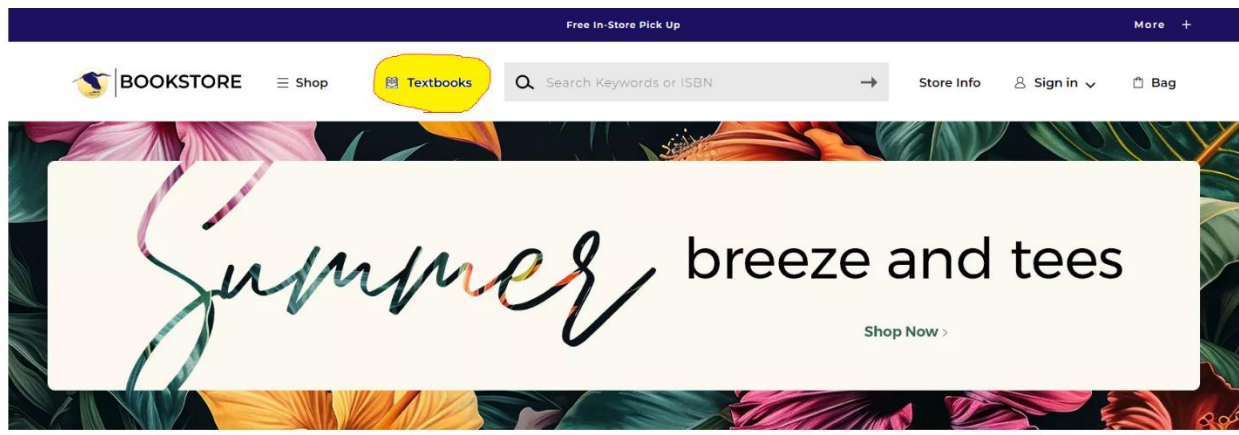 Free In-Store Pick Up More +
BOOKSTORE Shop Textbooks Search Keywords or ISBN → Store Info Sign in Bag
Summer breeze and tees
Shop Now >